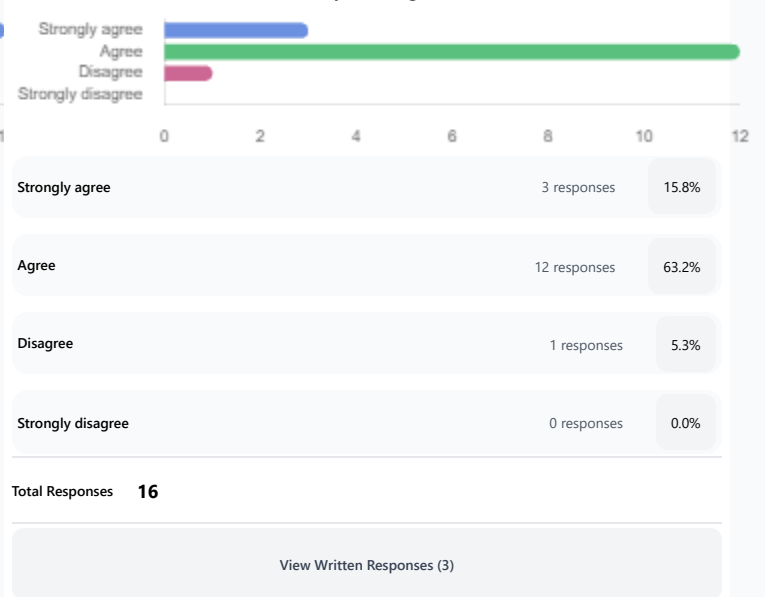 Strongly agree
Agree
Disagree
Strongly disagree
0 2 4 6 8 10 12
Strongly agree 3 responses 15.8%
Agree 12 responses 63.2%
Disagree 1 responses 5.3%
Strongly disagree 0 responses 0.0%
Total Responses 16
View Written Responses (3)